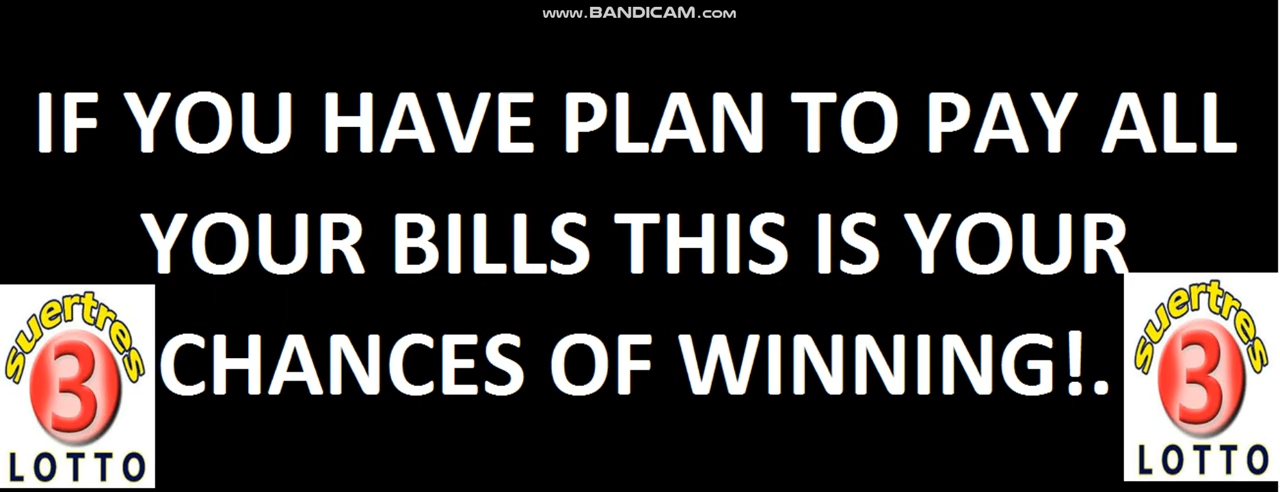 www.BANDICAM.com
IF YOU HAVE PLAN TO PAY ALL
YOUR BILLS THIS IS YOUR
CHANCES OF WINNING!.
suertres
3
LOTTO
suertres
3
LOTTO